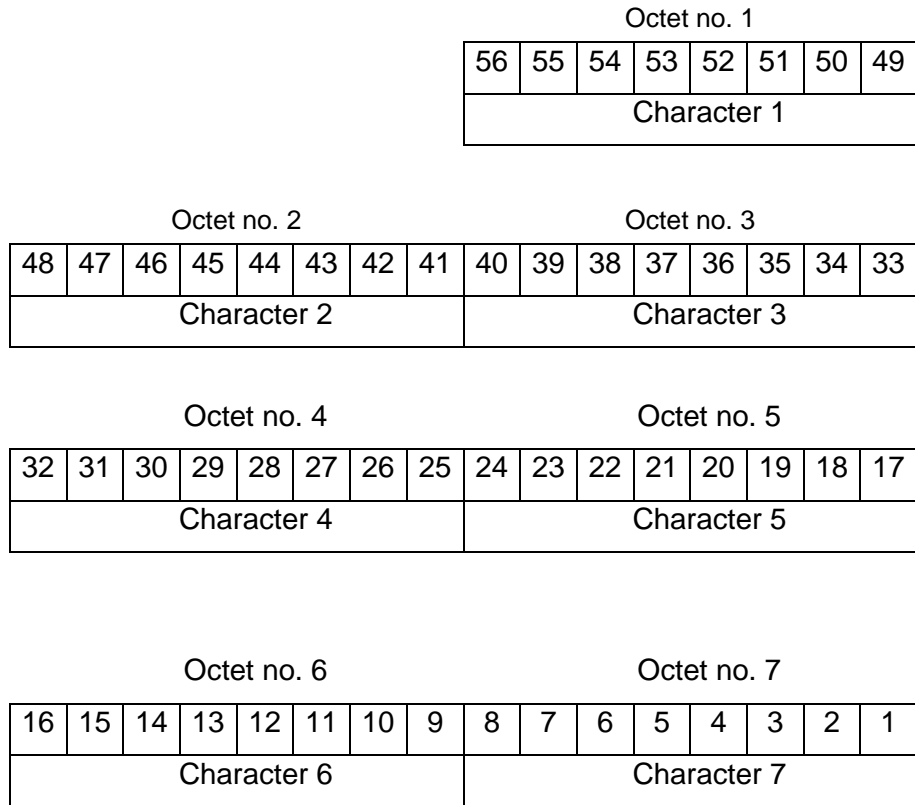 Octet no. 1
56 55 54 53 52 51 50 49
Character 1
Octet no. 2 Octet no. 3
48 47 46 45 44 43 42 41 40 39 38 37 36 35 34 33
Character 2 Character 3
Octet no. 4 Octet no. 5
32 31 30 29 28 27 26 25 24 23 22 21 20 19 18 17
Character 4 Character 5
Octet no. 6 Octet no. 7
16 15 14 13 12 11 10 9 8 7 6 5 4 3 2 1
Character 6 Character 7